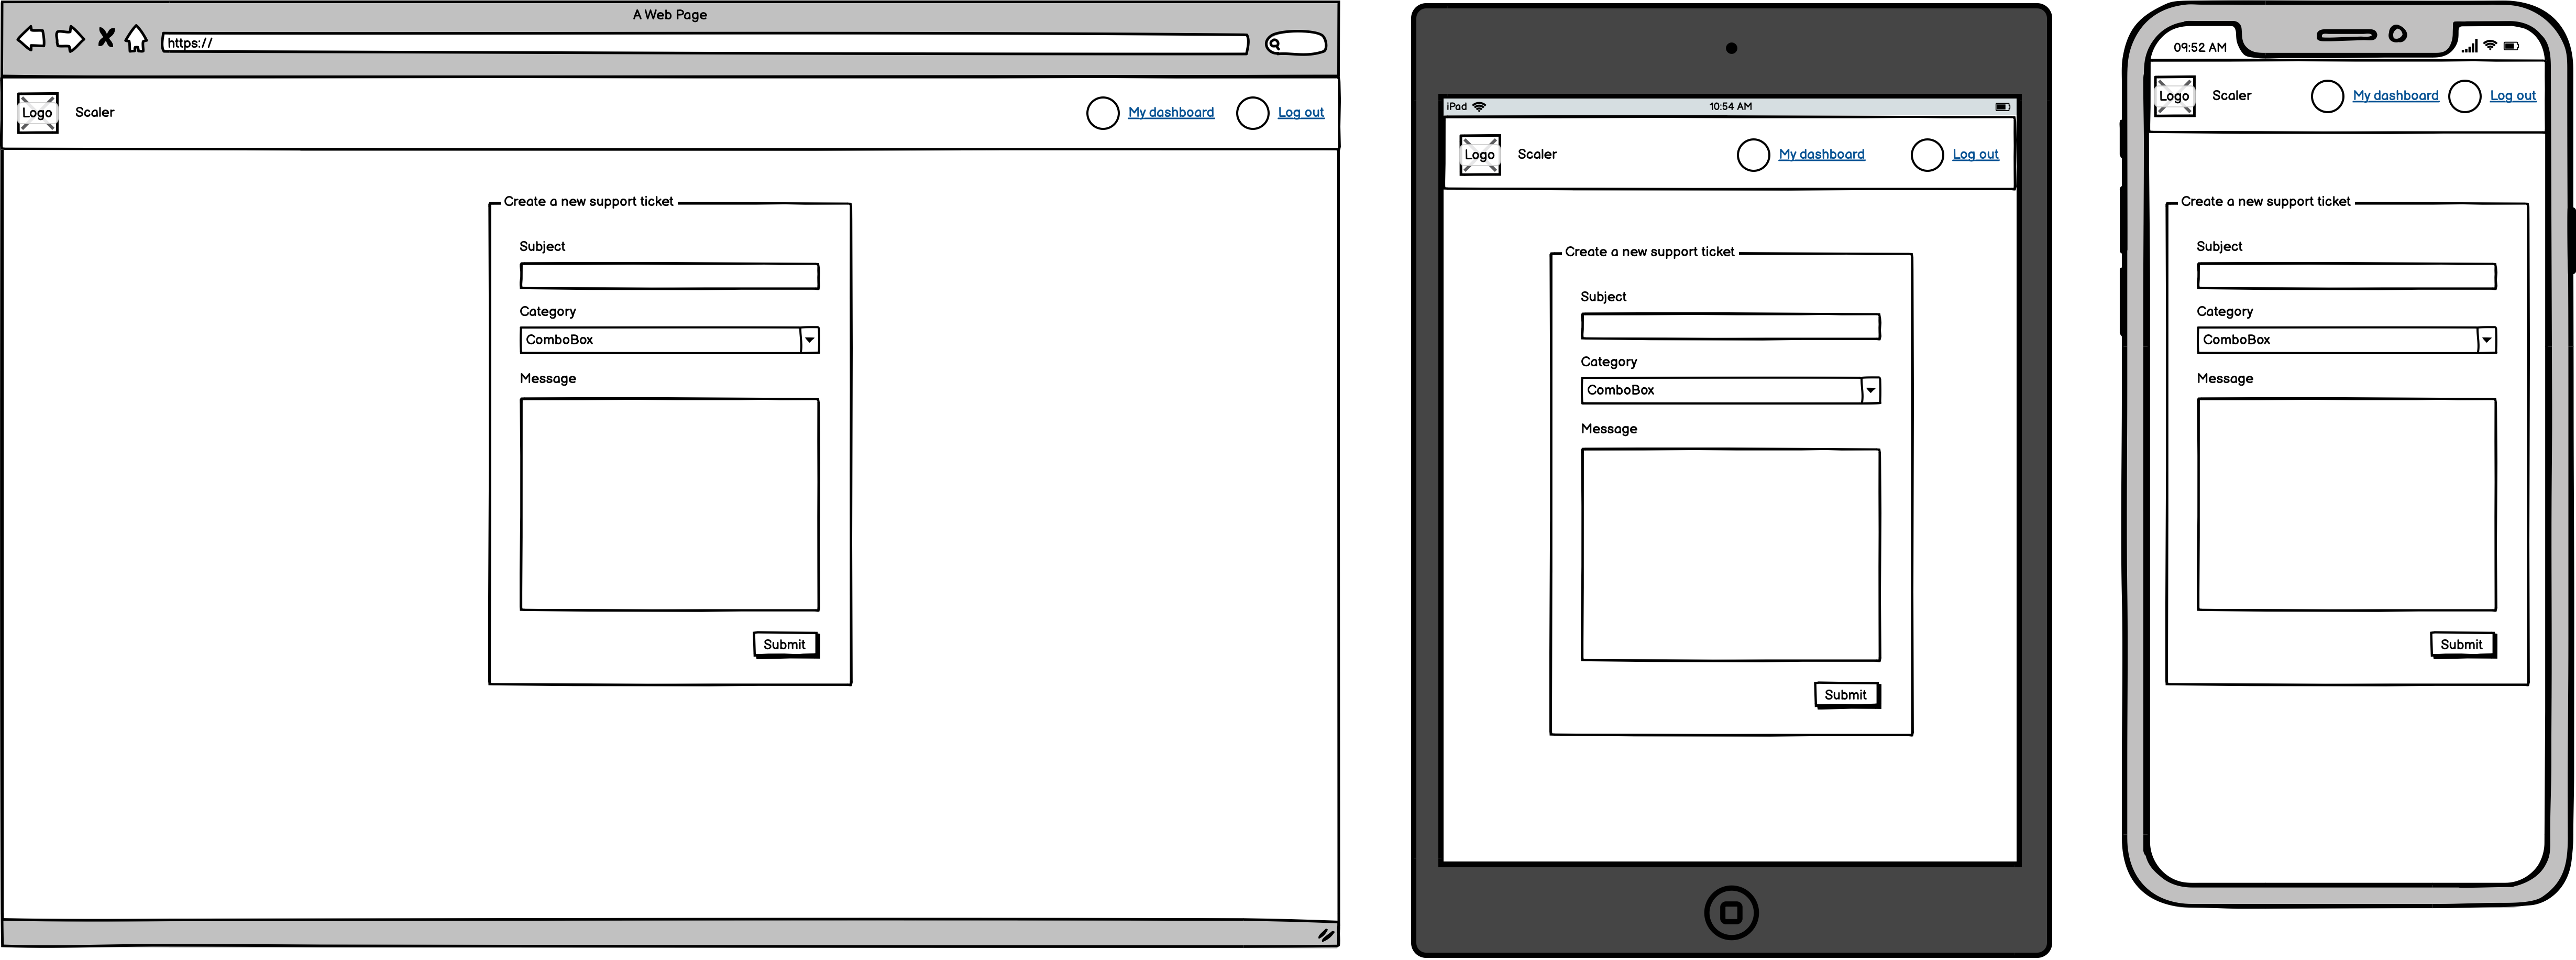 A Web Page
https://
Logo
Scaler
My dashboard
Log out
Create a new support ticket
Subject
Category
ComboBox
Message
Submit
iPad
10:54 AM
Logo
Scaler
My dashboard
Log out
Create a new support ticket
Subject
Category
ComboBox
Message
Submit
09:52 AM
Logo
Scaler
My dashboard
Log out
Create a new support ticket
Subject
Category
ComboBox
Message
Submit